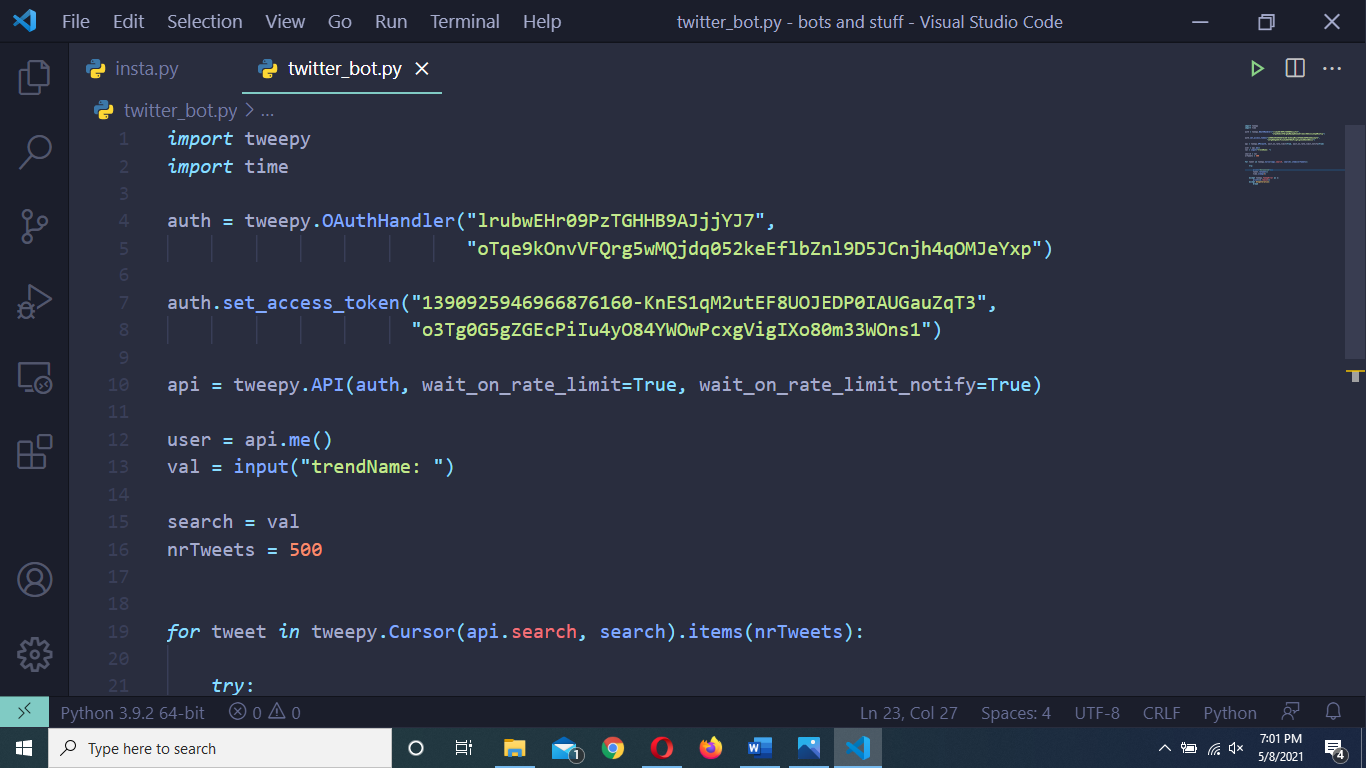 File Edit Selection View Go Run Terminal Help twitter_bot.py - bots and stuff - Visual Studio Code
insta.py twitter_bot.py
twitter_bot.py > ...
1 import tweepy
2 import time
3
4 auth = tweepy.OAuthHandler("lrubwEHr09PzTGHHB9AJjjYJ7",
5 "oTqe9kOnvVFQrg5wMQjdq052keEflbZnl9D5JCnjh4qOMJeYxp")
6
7 auth.set_access_token("1390925946966876160-KnES1qM2utEF8UOJEDP0IAUGauZqT3",
8 "o3Tg0G5gZGEcPiIu4yO84YWOwPcxgVigIXo80m33WOns1")
9
10 api = tweepy.API(auth, wait_on_rate_limit=True, wait_on_rate_limit_notify=True)
11
12 user = api.me()
13 val = input("trendName: ")
14
15 search = val
16 nrTweets = 500
17
18
19 for tweet in tweepy.Cursor(api.search, search).items(nrTweets):
20
21 try:
Python 3.9.2 64-bit 0 0 Ln 23, Col 27 Spaces: 4 UTF-8 CRLF Python
Type here to search 1 7:01 PM
5/8/2021 4